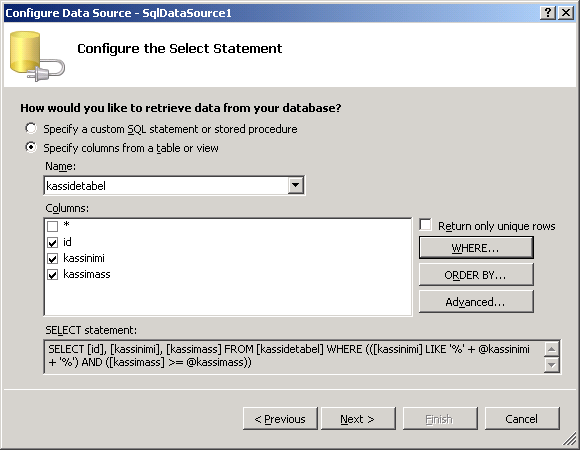 Configure Data Source - SqlDataSource1
Configure the Select Statement
How would you like to retrieve data from your database?
Specify a custom SQL statement or stored procedure
Specify columns from a table or view
Name:
kassidetabel
Columns:
*
Return only unique rows
id
WHERE...
kassinimi
kassimass
ORDER BY...
Advanced...
SELECT statement:
SELECT [id], [kassinimi], [kassimass] FROM [kassidetabel] WHERE (([kassinimi] LIKE '%' + @kassinimi
+ '%') AND ([kassimass] >= @kassimass))
< Previous
Next >
Finish
Cancel